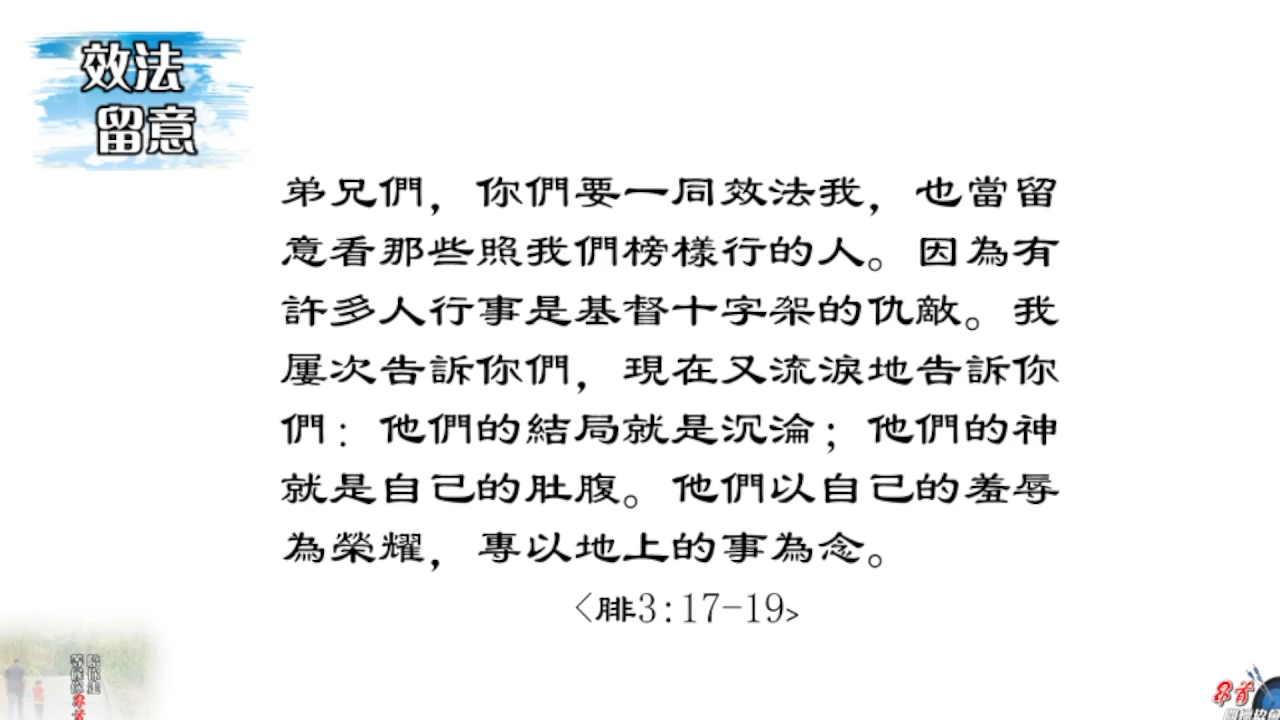 效法
留意
弟兄們，你們要一同效法我，也當留
意看那些照我們榜樣行的人。因為有
許多人行事是基督十字架的仇敵。我
屢次告訴你們，現在又流淚地告訴你
們：他們的結局就是沉淪；他們的神
就是自己的肚腹。他們以自己的羞辱
為榮耀，專以地上的事為念。
<腓3:17-19>
陪你走